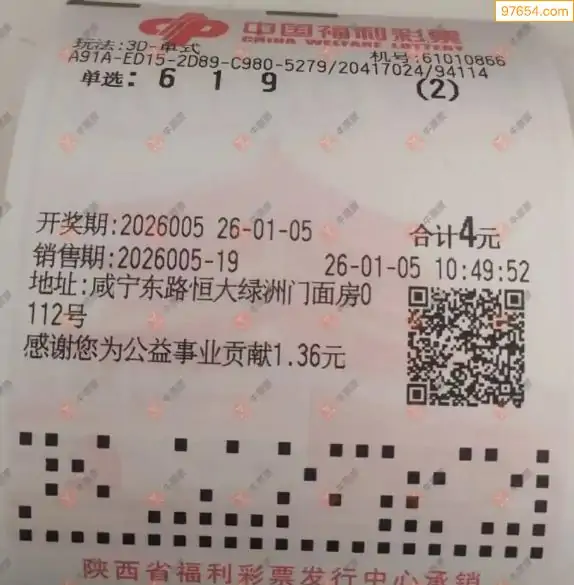 97654.com
中国福利彩票
CHINA WELFARE LOTTERY
玩法:3D-单式 机号:61010866
A91A-ED15-2D89-C980-5279/20417024/94114
单选: 6 1 9 (2)
开奖期:2026005 26-01-05 合计4元
销售期:2026005-19 26-01-05 10:49:52
地址:咸宁东路恒大绿洲门面房0
112号
感谢您为公益事业贡献1.36元
陕西省福利彩票发行中心承销